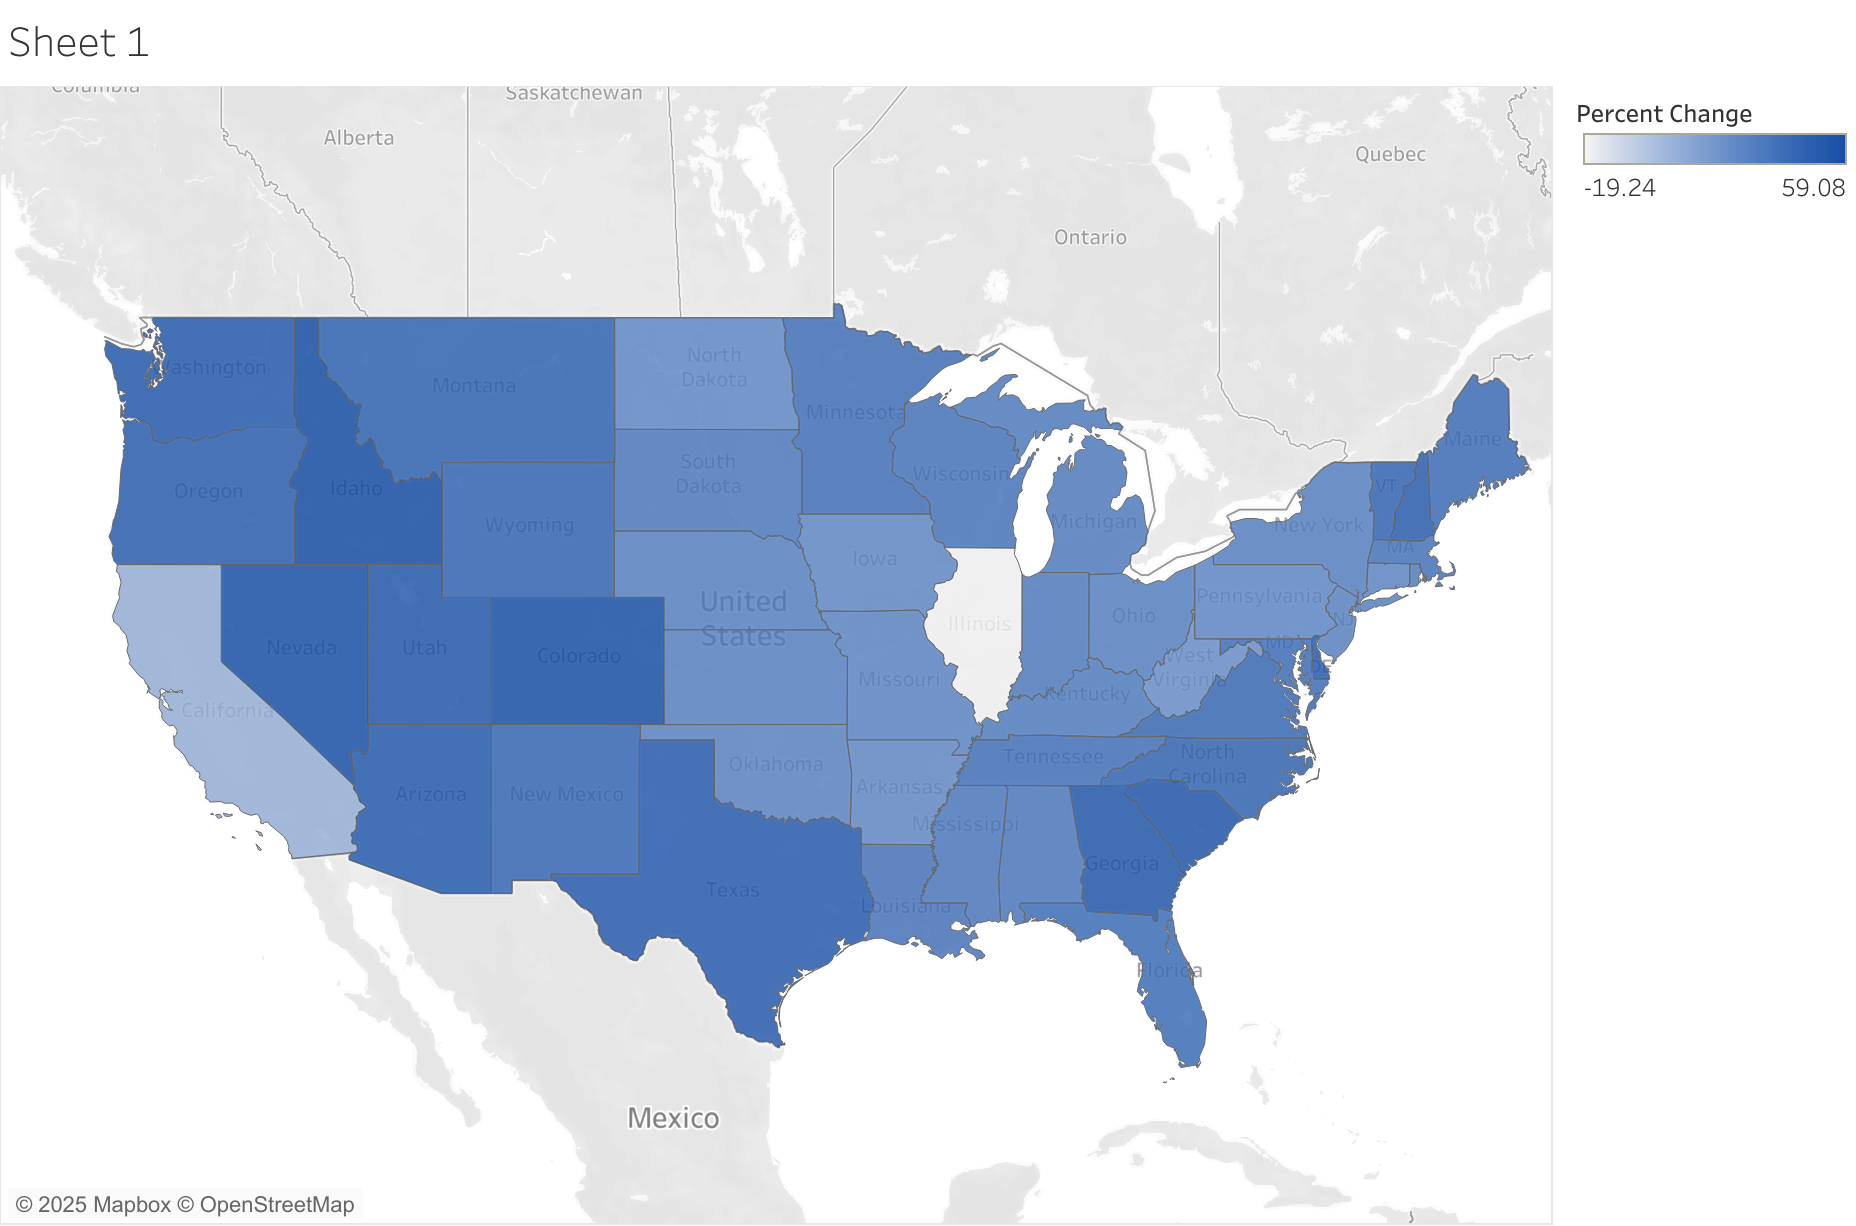 Sheet 1
Columbia
Saskatchewan
Alberta
Quebec
Ontario
Percent Change
-19.24
59.08
Washington
Montana
North
Dakota
Minnesota
Maine
Oregon
Idaho
South
Dakota
Wisconsin
VT
Wyoming
Michigan
New York
MA
Iowa
United
States
Pennsylvania
Illinois
Ohio
NJ
Nevada
Utah
Colorado
MD
West
Virginia
DE
Missouri
Kentucky
California
Oklahoma
Tennessee
North
Carolina
Arizona
New Mexico
Arkansas
Mississippi
Georgia
Texas
Louisiana
Florida
Mexico
© 2025 Mapbox © OpenStreetMap